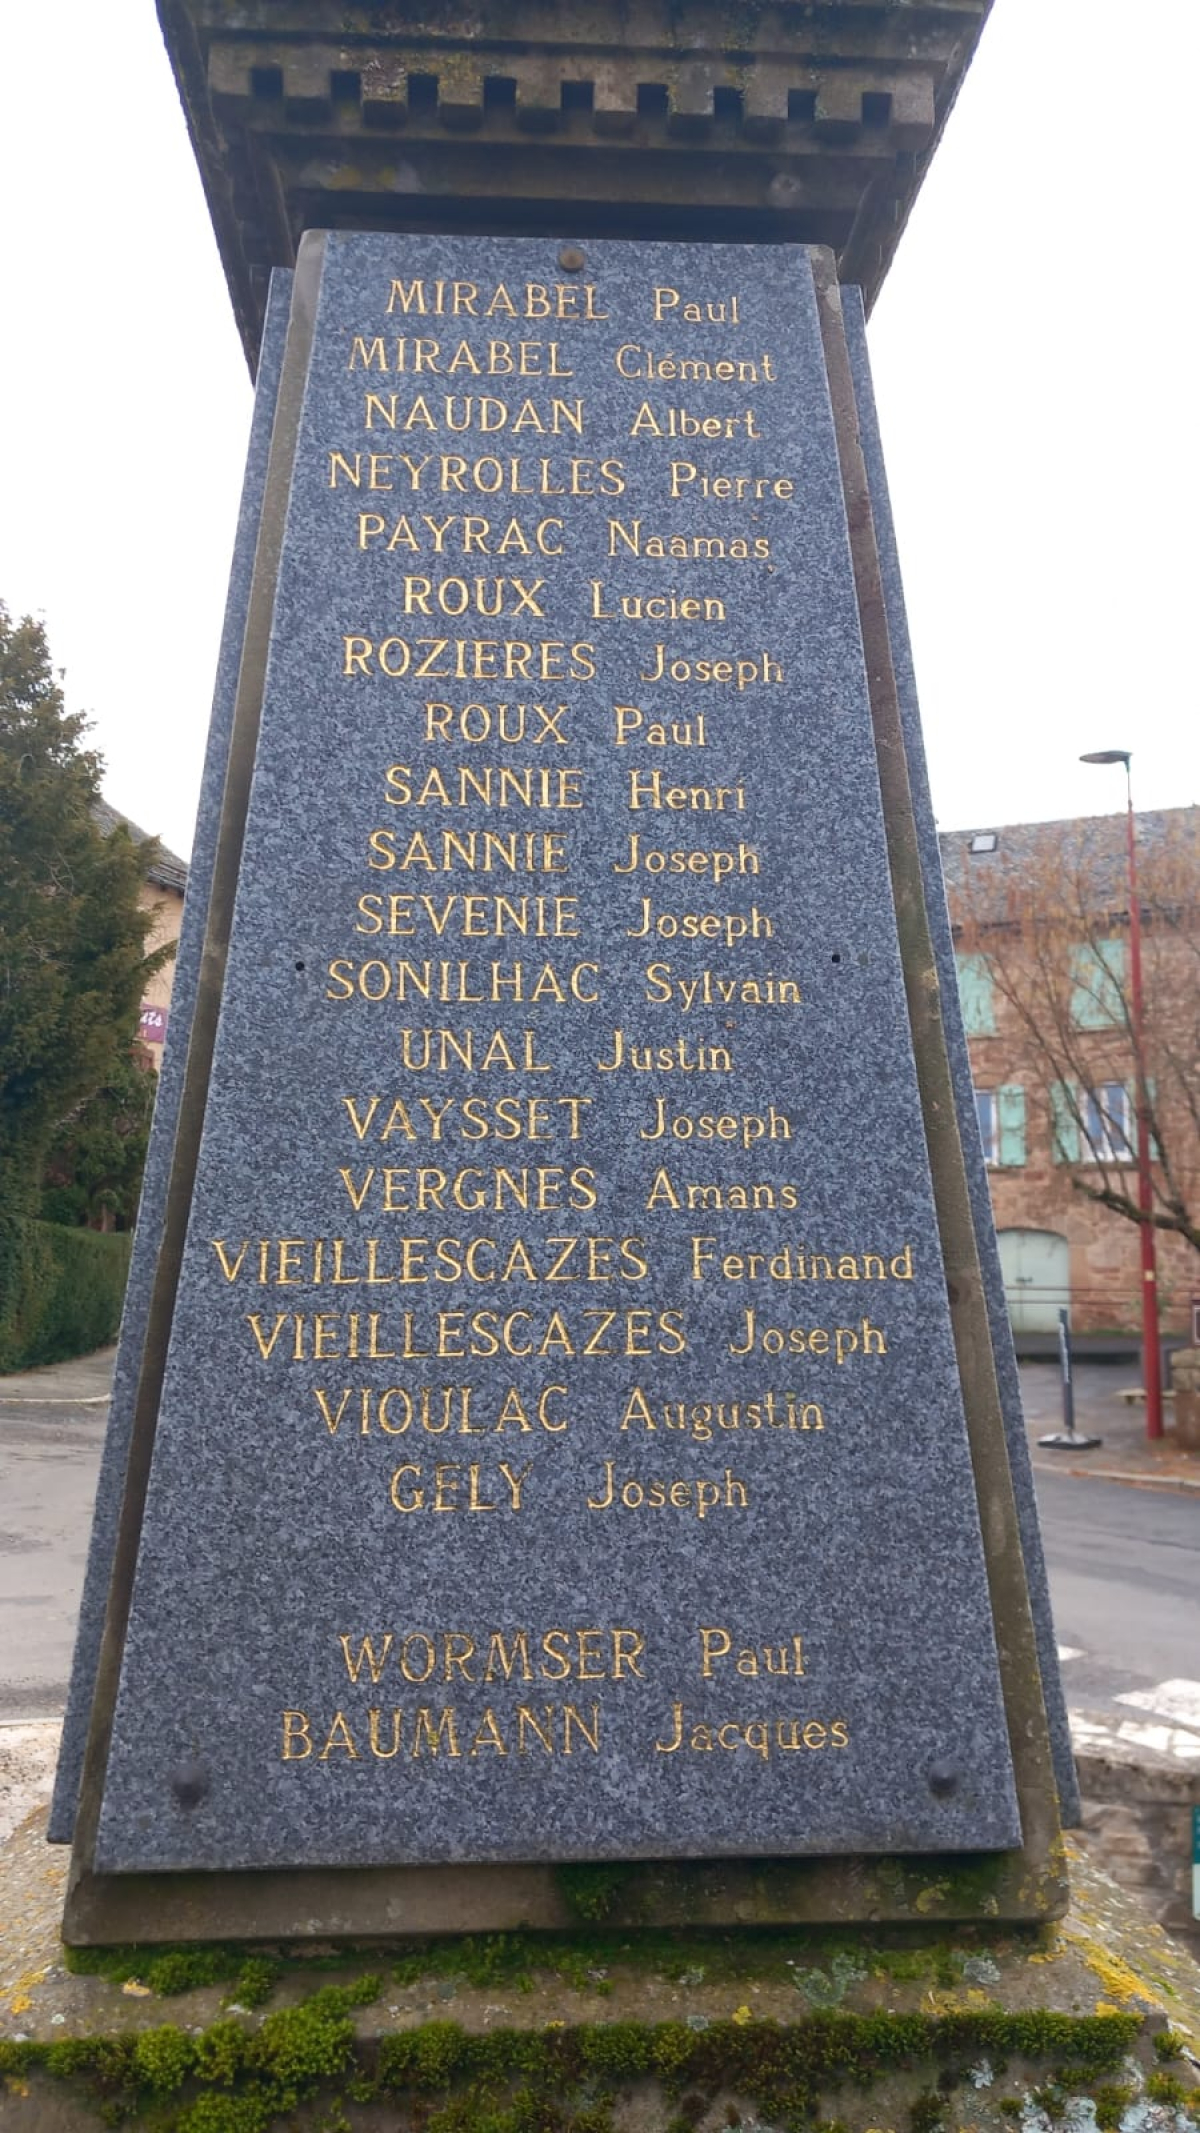 MIRABEL Paul
MIRABEL Clément
NAUDAN Albert
NEYROLLES Pierre
PAYRAC Naamas
ROUX Lucien
ROZIERES Joseph
ROUX Paul
SANNIE Henri
SANNIE Joseph
SEVENIE Joseph
SONILHAC Sylvain
UNAL Justin
VAYSSET Joseph
VERGNES Amans
VIEILLESCAZES Ferdinand
VIEILLESCAZES Joseph
VIOULAC Augustin
GELY Joseph
WORMSER Paul
BAUMANN Jacques